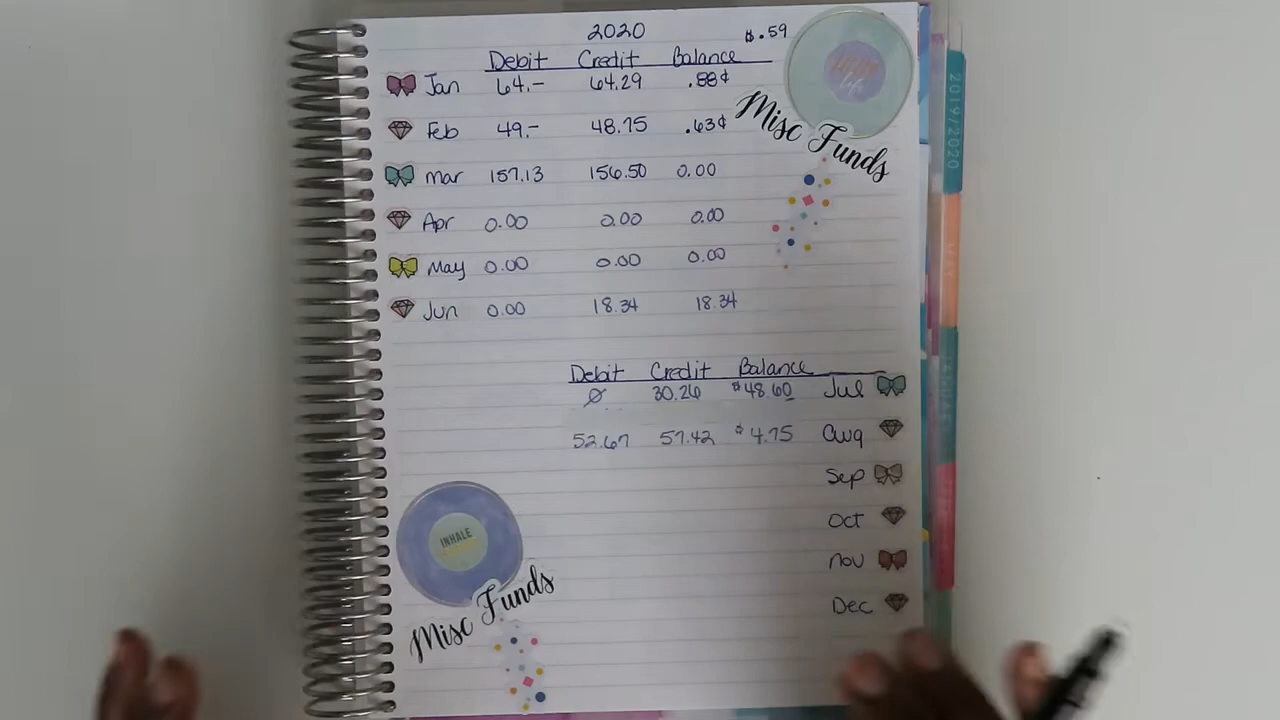 2020 $.59
Debit Credit Balance
Jan 64.- 64.29 .88¢
Feb 49.- 48.75 .63¢
Mar 157.13 156.50 0.00
Apr 0.00 0.00 0.00
May 0.00 0.00 0.00
Jun 0.00 18.34 18.34
Misc Funds
Debit Credit Balance
Ø 30.26 $48.60 Jul
52.67 57.42 $4.75 Aug
Sep
Oct
Nov
Dec
INHALE
Misc Funds
2019/2020
MAY